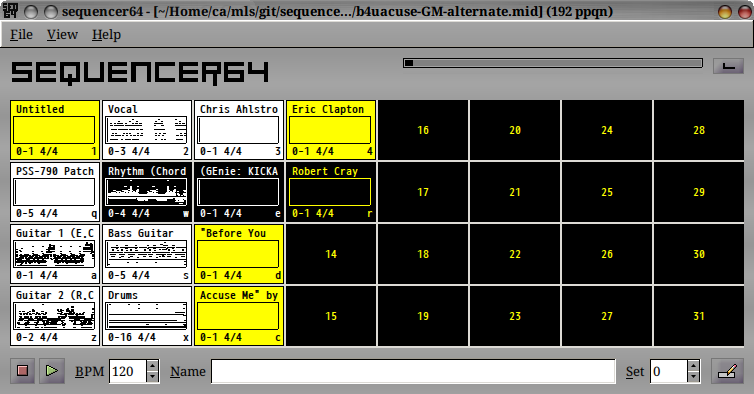 SEQ 64
sequencer64 - [~/Home/ca/mls/git/sequence.../b4uacuse-GM-alternate.mid] (192 ppqn)
File View Help
SEQUENCER64
Untitled Vocal Chris Ahlstro Eric Clapton 16 20 24 28
0-1 4/4 1 0-3 4/4 2 0-1 4/4 3 0-1 4/4 4
PSS-790 Patch Rhythm (Chord (GEnie: KICKA Robert Cray 17 21 25 29
0-5 4/4 q 0-4 4/4 w 0-1 4/4 e 0-1 4/4 r
Guitar 1 (E.C Bass Guitar "Before You 14 18 22 26 30
0-1 4/4 a 0-5 4/4 s 0-1 4/4 d
Guitar 2 (R.C Drums Accuse Me" by 15 19 23 27 31
0-2 4/4 z 0-16 4/4 x 0-1 4/4 c
BPM 120 Name Set 0